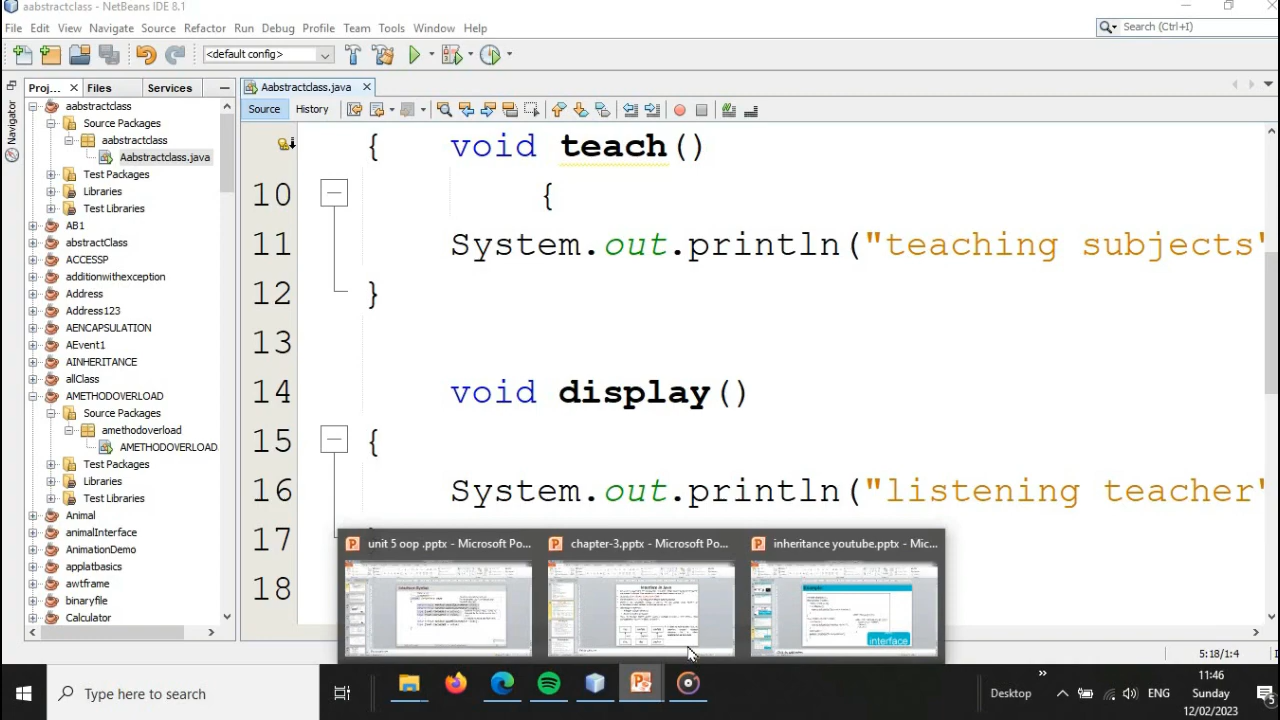 aabstractclass - NetBeans IDE 8.1
File Edit View Navigate Source Refactor Run Debug Profile Team Tools Window Help
Search (Ctrl+I)
<default config>
Proj... Files Services
Aabstractclass.java
Source History
Navigator
aabstractclass
Source Packages
aabstractclass
Aabstractclass.java
Test Packages
Libraries
Test Libraries
AB1
abstractClass
ACCESSP
additionwithexception
Address
Address123
AENCAPSULATION
AEvent1
AINHERITANCE
allClass
AMETHODOVERLOAD
Source Packages
amethodoverload
AMETHODOVERLOAD
Test Packages
Libraries
Test Libraries
Animal
animalInterface
AnimationDemo
applatbasics
awtframe
binaryfile
Calculator
{ void teach()
10 {
11 System.out.println("teaching subjects"
12 }
13
14 void display()
15 {
16 System.out.println("listening teacher"
17
18
unit 5 oop .pptx - Microsoft Po...
chapter-3.pptx - Microsoft Po...
inheritance youtube.pptx - Mic...
interface
5:18/1:4
Type here to search
Desktop
ENG
11:46
Sunday
12/02/2023
5